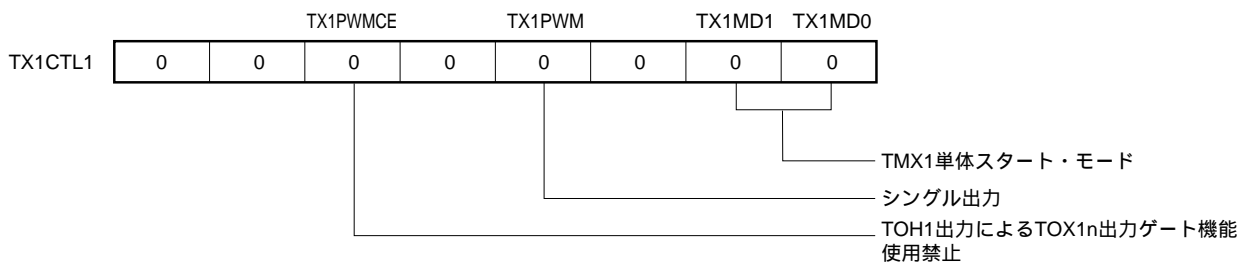 TX1PWMCE TX1PWM TX1MD1 TX1MD0
TX1CTL1 0 0 0 0 0 0 0 0
TMX1単体スタート・モード
シングル出力
TOH1出力によるTOX1n出力ゲート機能
使用禁止